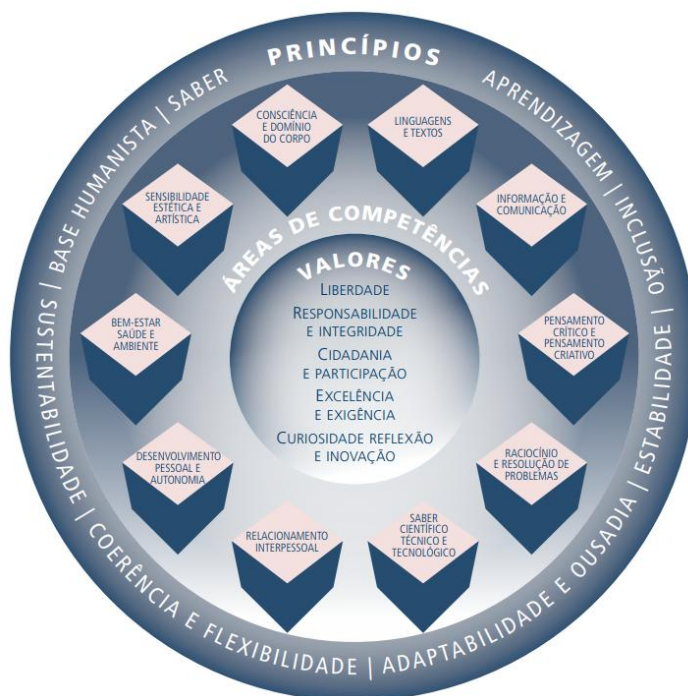 PRINCÍPIOS
BASE HUMANISTA | SABER
APRENDIZAGEM | INCLUSÃO | ESTABILIDADE |
ADAPTABILIDADE E OUSADIA |
COERÊNCIA E FLEXIBILIDADE |
SUSTENTABILIDADE |
ÁREAS DE COMPETÊNCIAS
LINGUAGENS
E TEXTOS
INFORMAÇÃO E
COMUNICAÇÃO
PENSAMENTO
CRÍTICO E
PENSAMENTO
CRIATIVO
RACIOCÍNIO
E RESOLUÇÃO DE
PROBLEMAS
SABER
CIENTÍFICO
TÉCNICO E
TECNOLÓGICO
RELACIONAMENTO
INTERPESSOAL
DESENVOLVIMENTO
PESSOAL E
AUTONOMIA
BEM-ESTAR
SAÚDE E
AMBIENTE
SENSIBILIDADE
ESTÉTICA E
ARTÍSTICA
CONSCIÊNCIA
E DOMÍNIO
DO CORPO
VALORES
LIBERDADE
RESPONSABILIDADE
E INTEGRIDADE
CIDADANIA
E PARTICIPAÇÃO
EXCELÊNCIA
E EXIGÊNCIA
CURIOSIDADE REFLEXÃO
E INOVAÇÃO